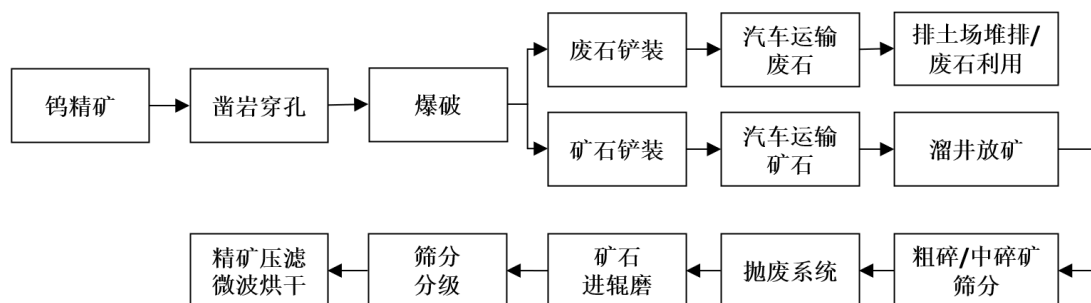 钨精矿
凿岩穿孔
爆破
废石铲装
汽车运输
废石
排土场堆排/
废石利用
矿石铲装
汽车运输
矿石
溜井放矿
粗碎/中碎矿
筛分
抛废系统
矿石
进辊磨
筛分
分级
精矿压滤
微波烘干